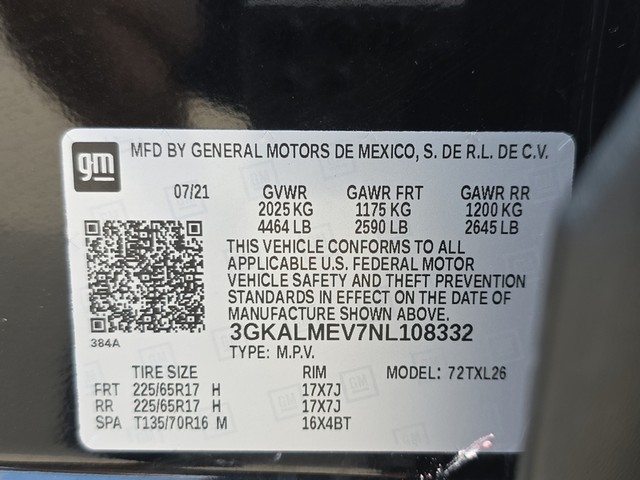 gm
MFD BY GENERAL MOTORS DE MEXICO, S. DE R.L. DE C.V.
07/21 GVWR GAWR FRT GAWR RR
2025 KG 1175 KG 1200 KG
4464 LB 2590 LB 2645 LB
THIS VEHICLE CONFORMS TO ALL
APPLICABLE U.S. FEDERAL MOTOR
VEHICLE SAFETY AND THEFT PREVENTION
STANDARDS IN EFFECT ON THE DATE OF
MANUFACTURE SHOWN ABOVE.
3GKALMEV7NL108332
384A
TYPE: M.P.V.
TIRE SIZE RIM MODEL: 72TXL26
FRT 225/65R17 H 17X7J
RR 225/65R17 H 17X7J
SPA T135/70R16 M 16X4BT